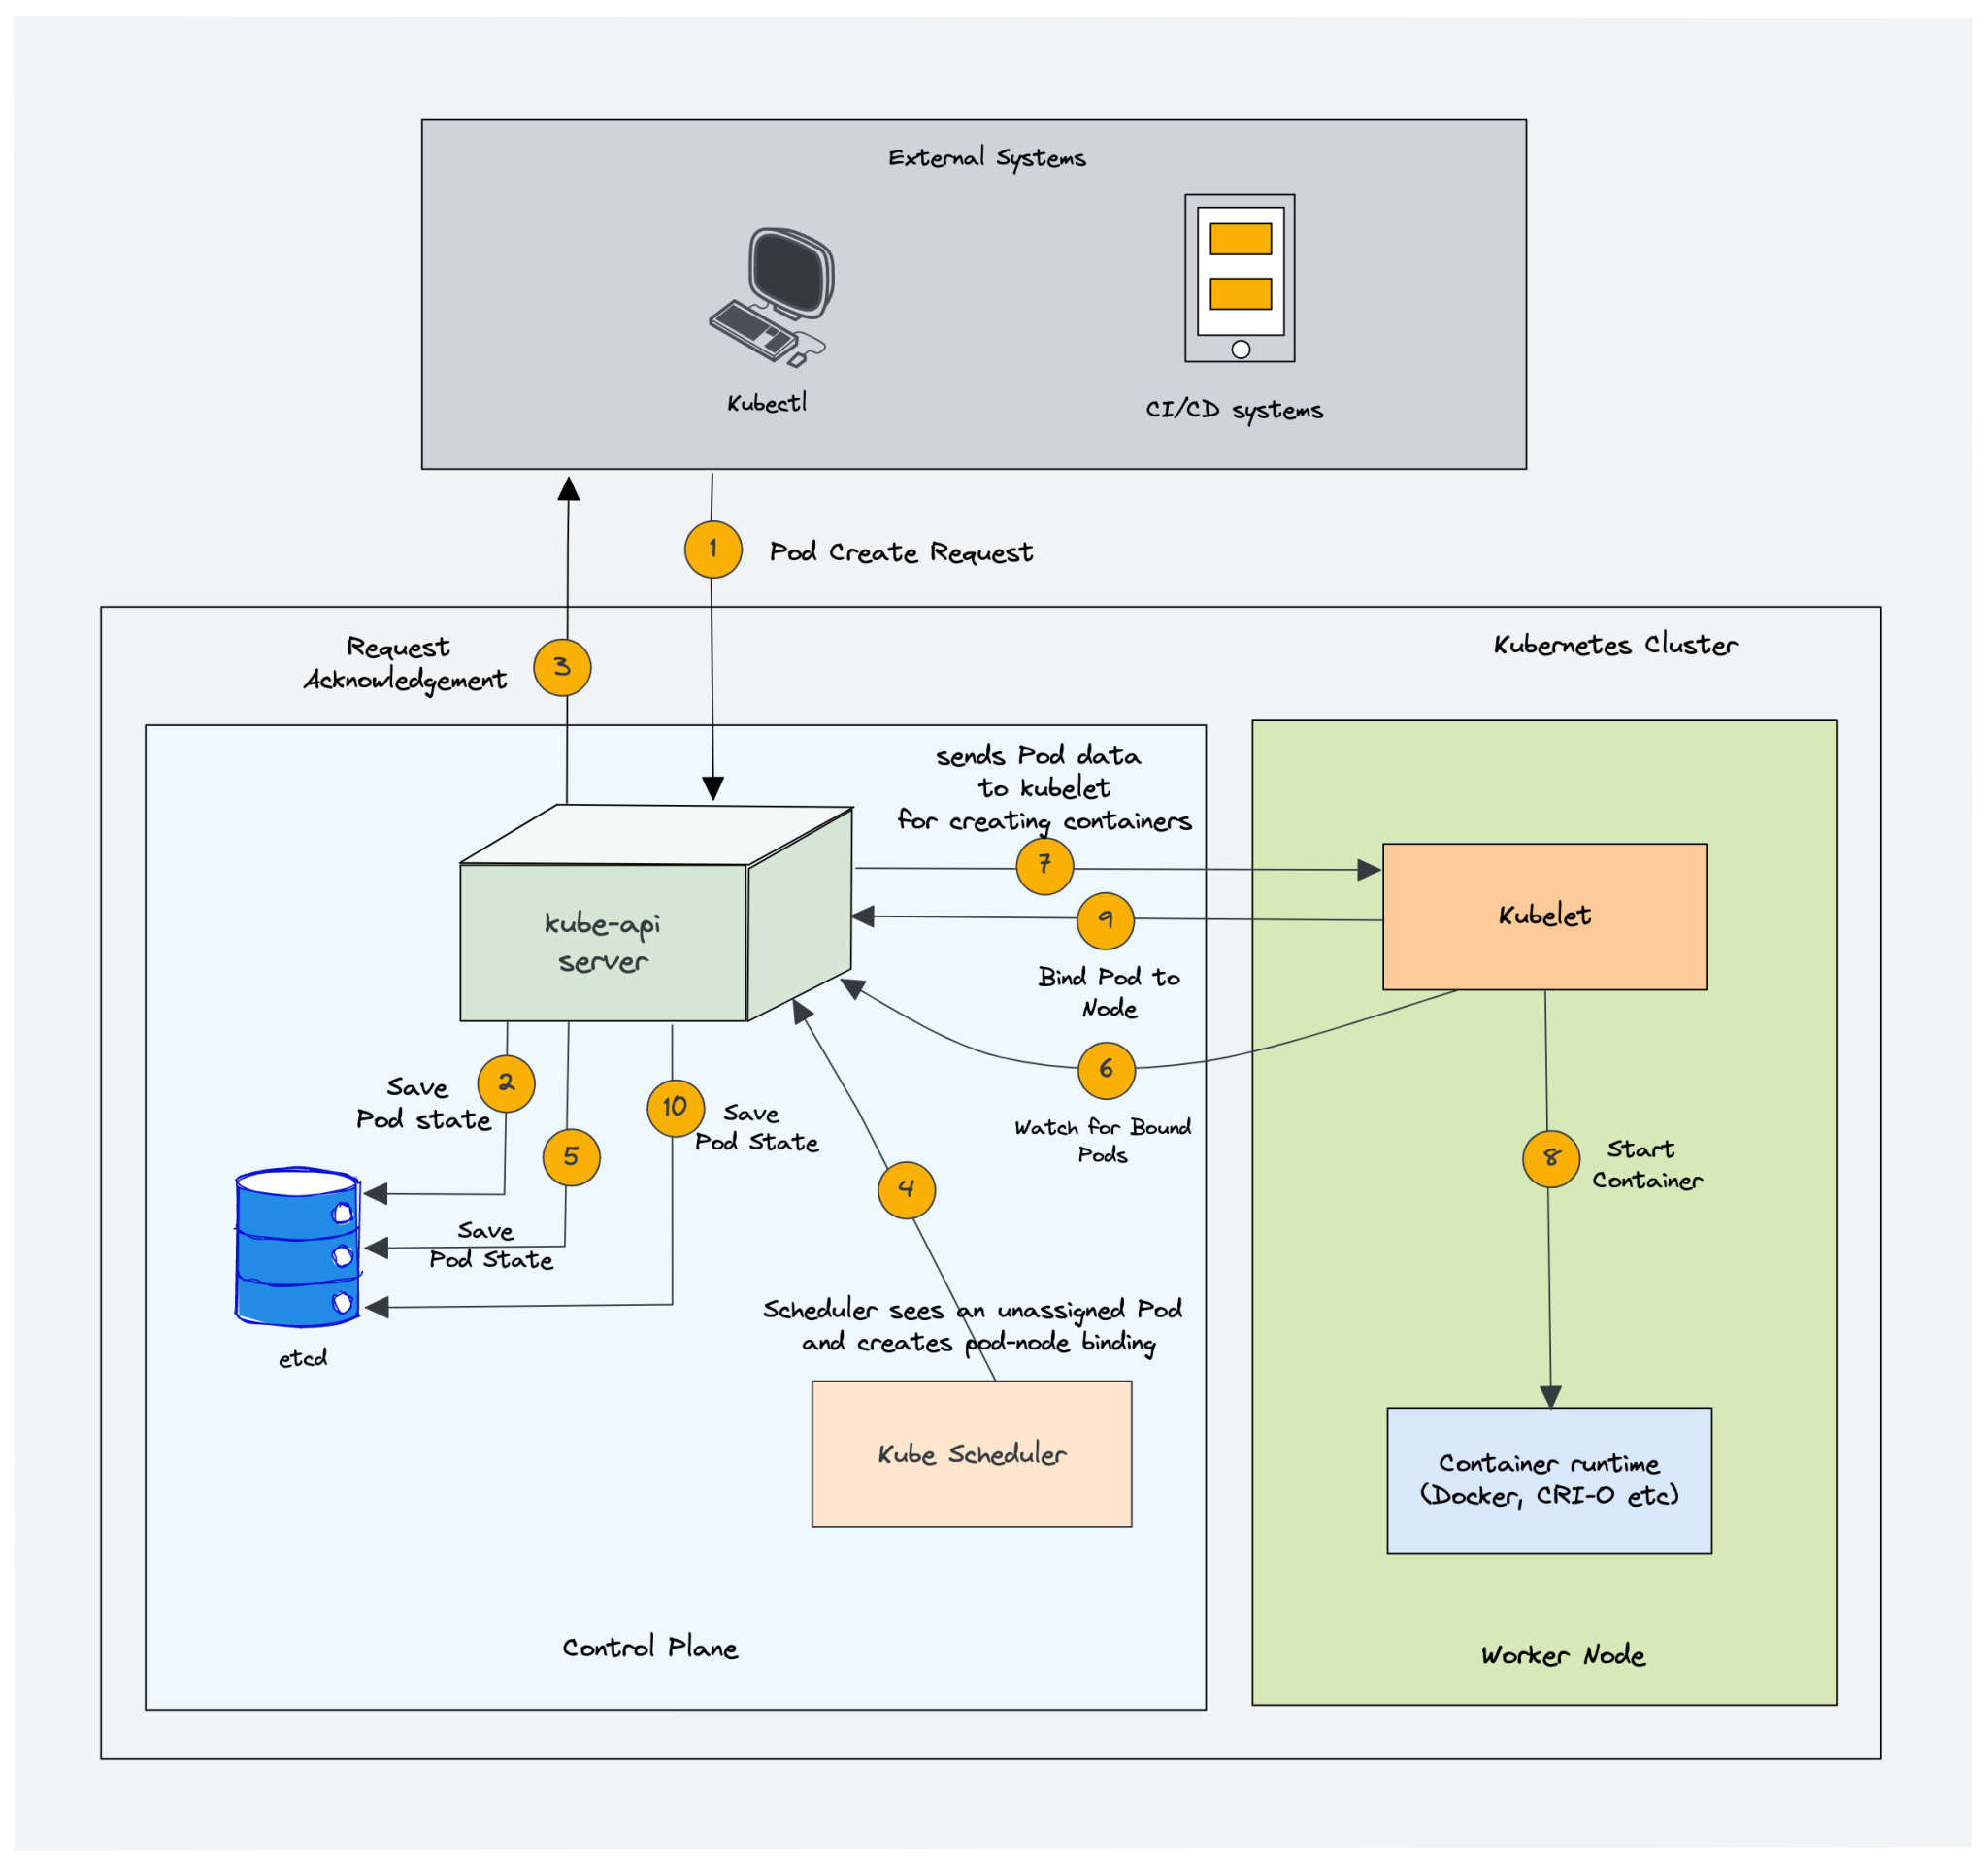 External Systems
Kubectl
CI/CD systems
1
Pod Create Request
Kubernetes Cluster
Request
Acknowledgement
3
sends Pod data
to kubelet
for creating containers
7
kube-api
server
9
Kubelet
Bind Pod to
Node
2
Save
Pod state
10
Save
Pod State
6
Watch for Bound
Pods
5
8
Start
Container
4
Save
Pod State
Scheduler sees an unassigned Pod
and creates pod-node binding
etcd
Kube Scheduler
Container runtime
(Docker, CRI-O etc)
Control Plane
Worker Node